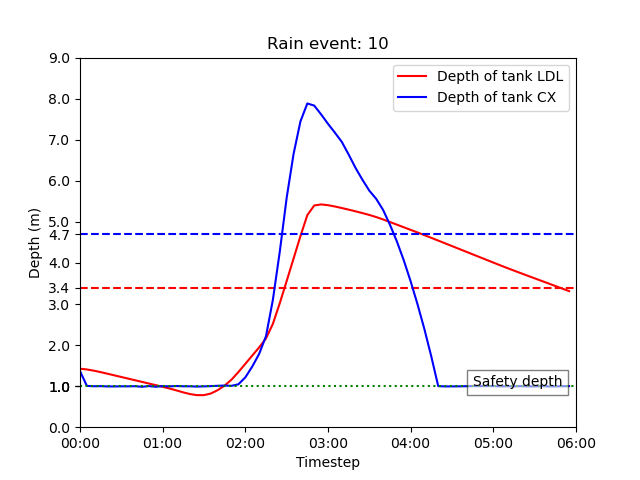 Rain event: 10
Depth of tank LDL
Depth of tank CX
Depth (m)
9.0
8.0
7.0
6.0
5.0
4.7
4.0
3.4
3.0
2.0
1.0
0.0
Safety depth
00:00 01:00 02:00 03:00 04:00 05:00 06:00
Timestep